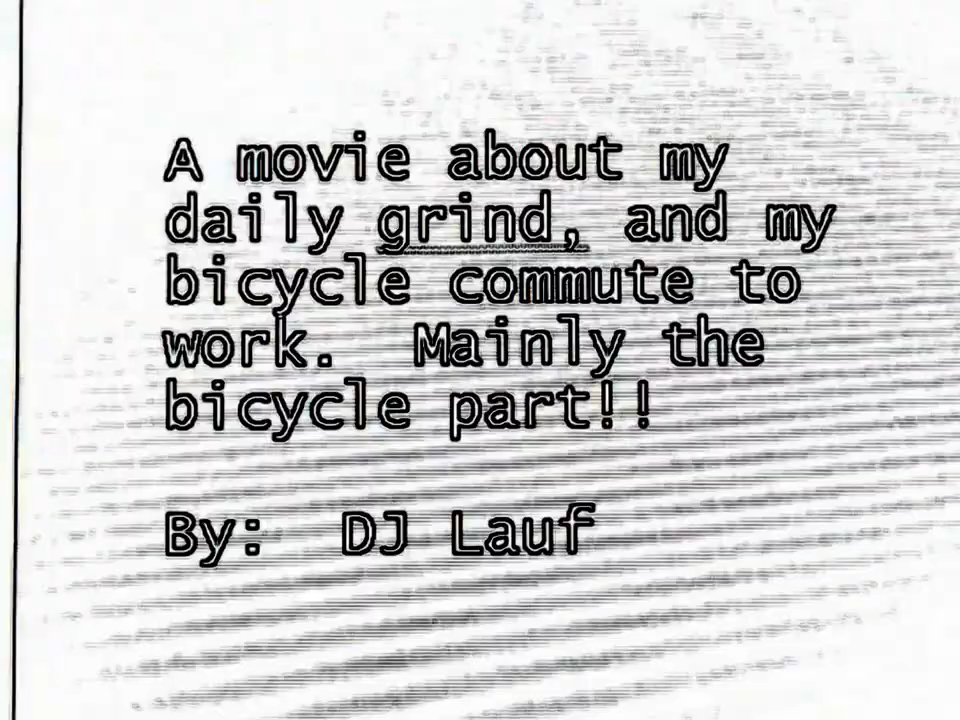 A movie about my
daily grind, and my
bicycle commute to
work.  Mainly the
bicycle part!!
By:  DJ Lauf